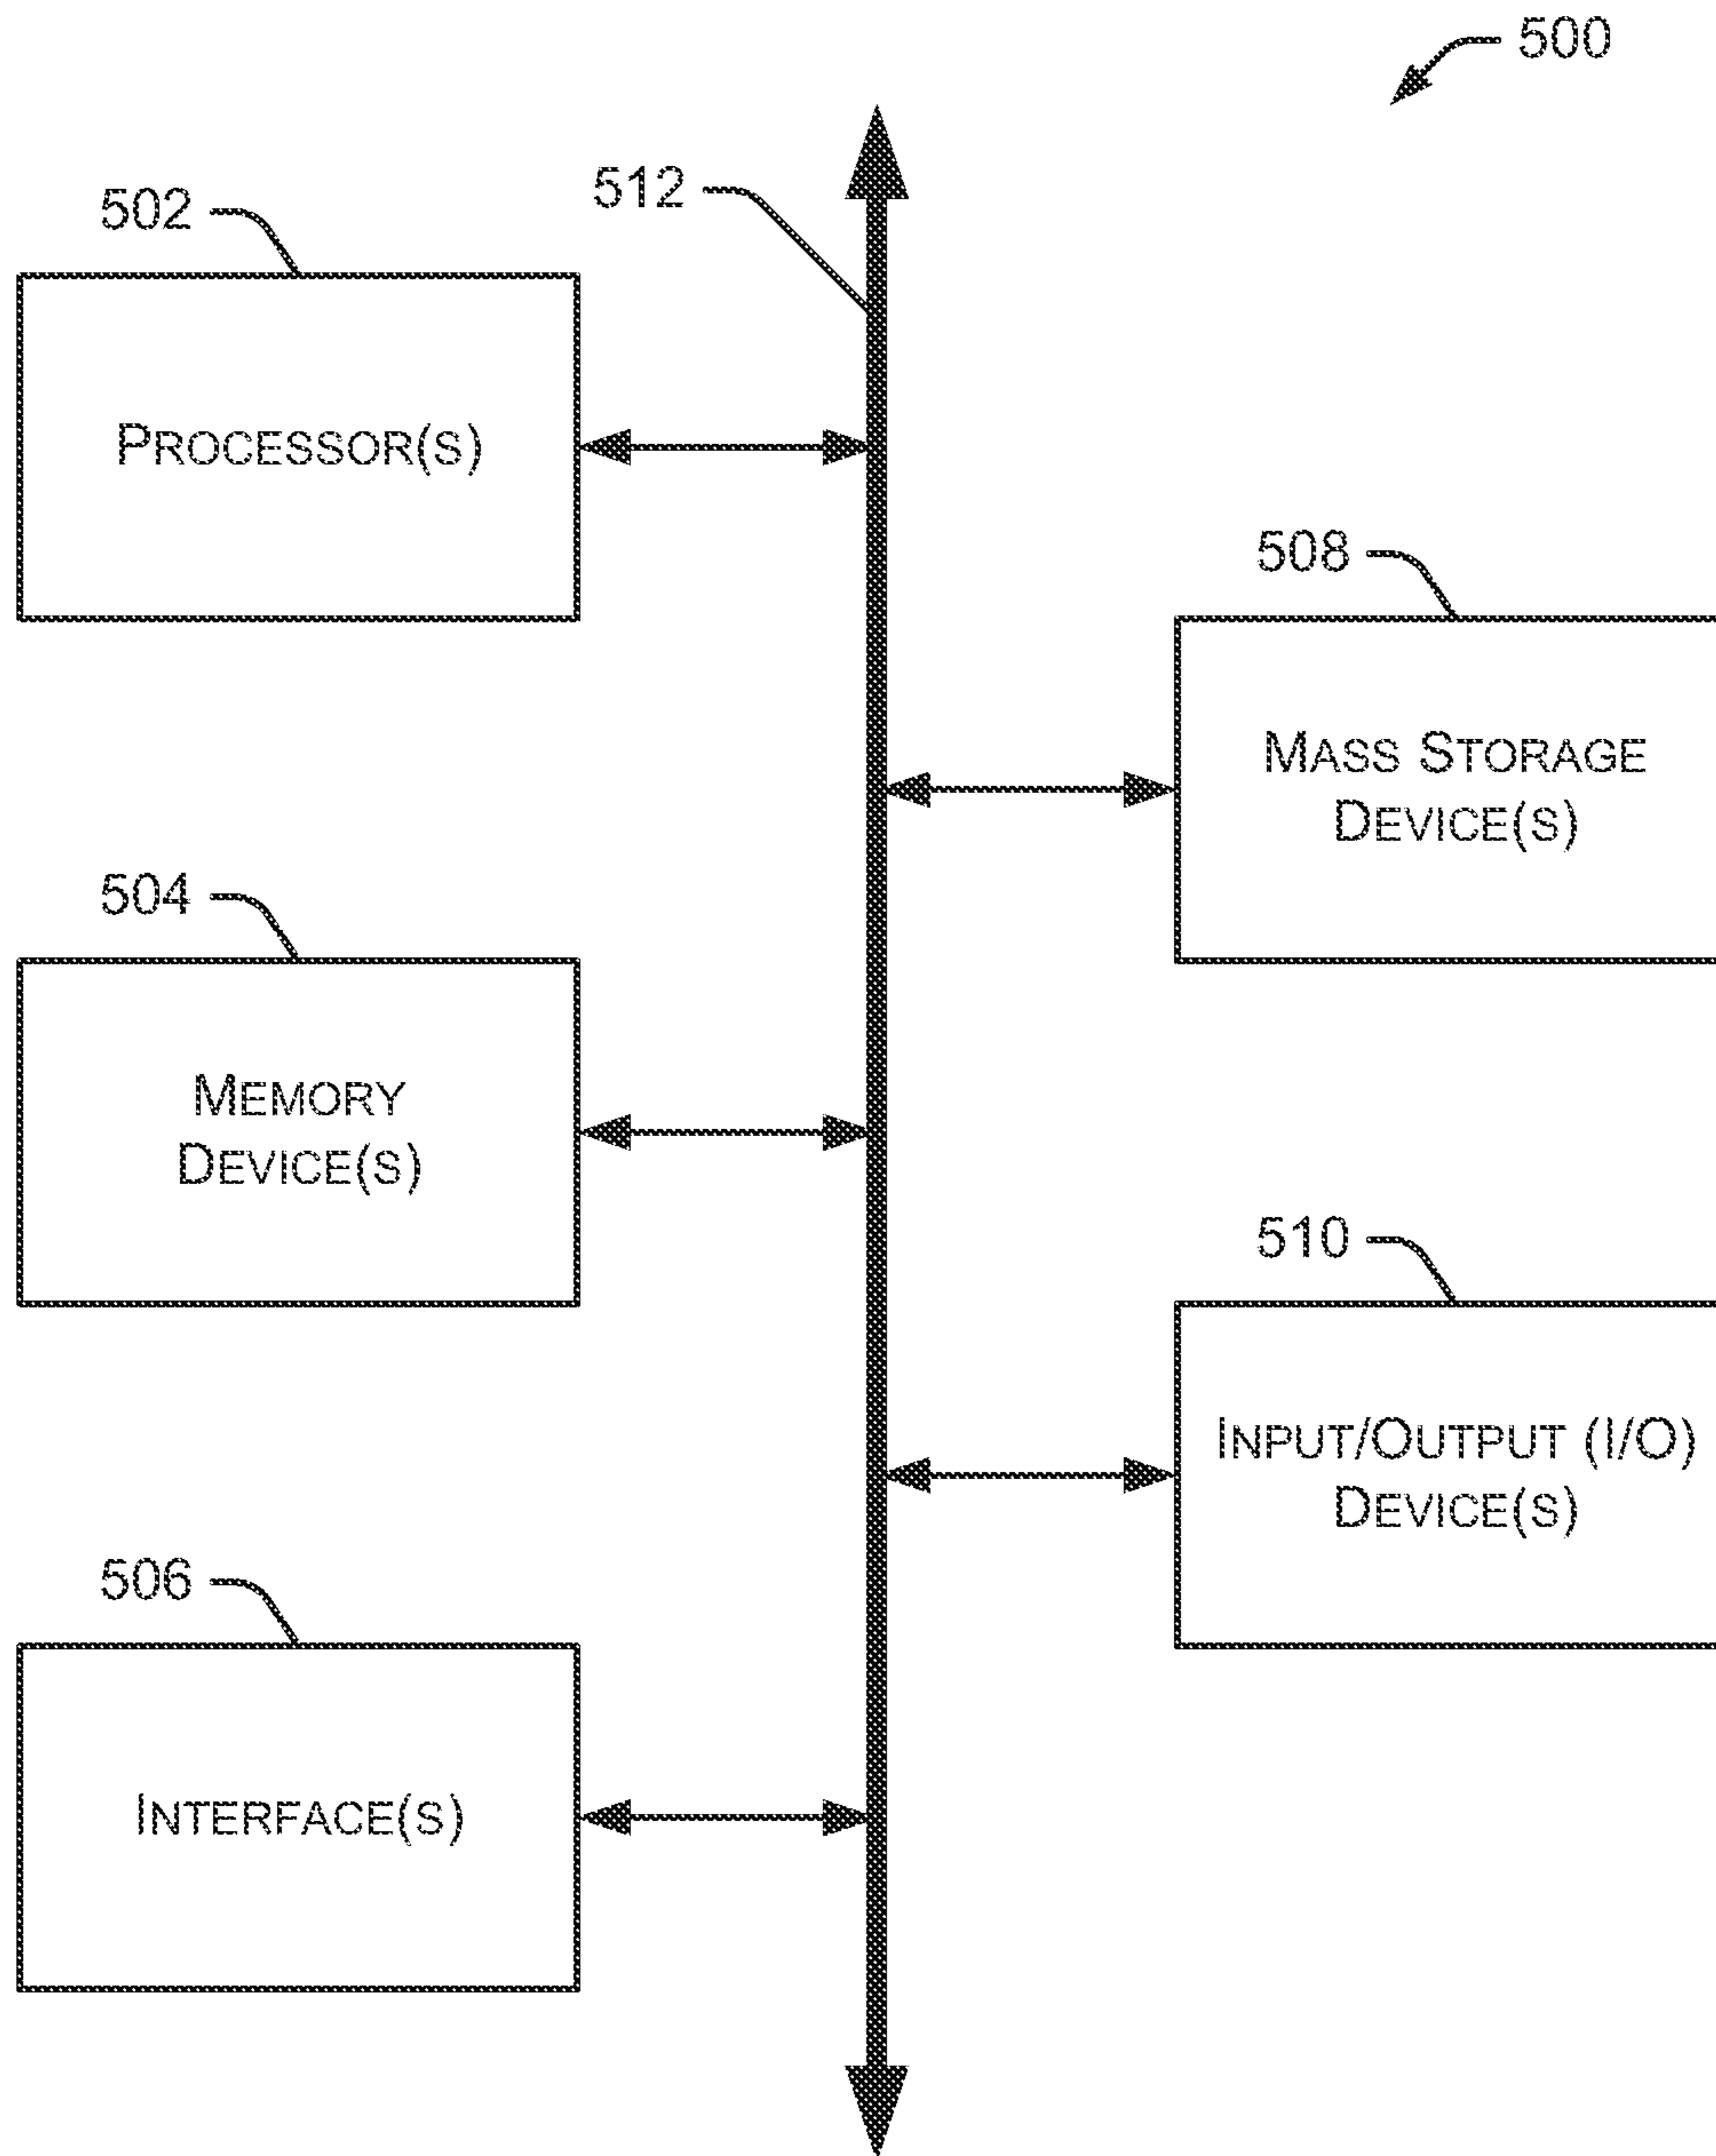 500
512
502
PROCESSOR(S)
508
MASS STORAGE
DEVICE(S)
504
MEMORY
DEVICE(S)
510
INPUT/OUTPUT (I/O)
DEVICE(S)
506
INTERFACE(S)